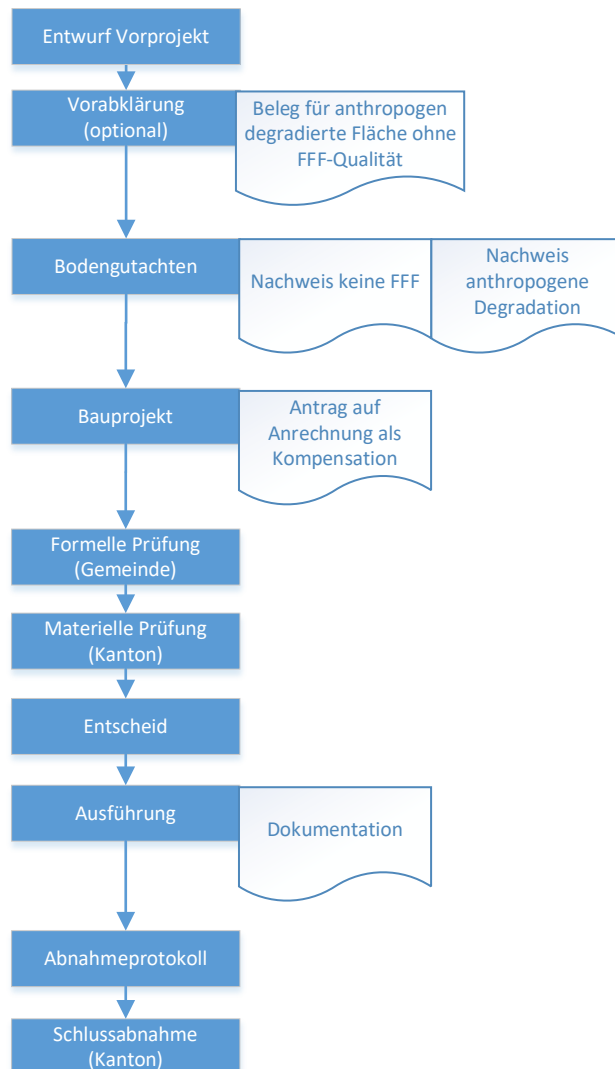 Entwurf Vorprojekt
Vorabklärung
(optional)
Beleg für anthropogen
degradierte Fläche ohne
FFF-Qualität
Bodengutachten
Nachweis keine FFF
Nachweis
anthropogene
Degradation
Bauprojekt
Antrag auf
Anrechnung als
Kompensation
Formelle Prüfung
(Gemeinde)
Materielle Prüfung
(Kanton)
Entscheid
Ausführung
Dokumentation
Abnahmeprotokoll
Schlussabnahme
(Kanton)